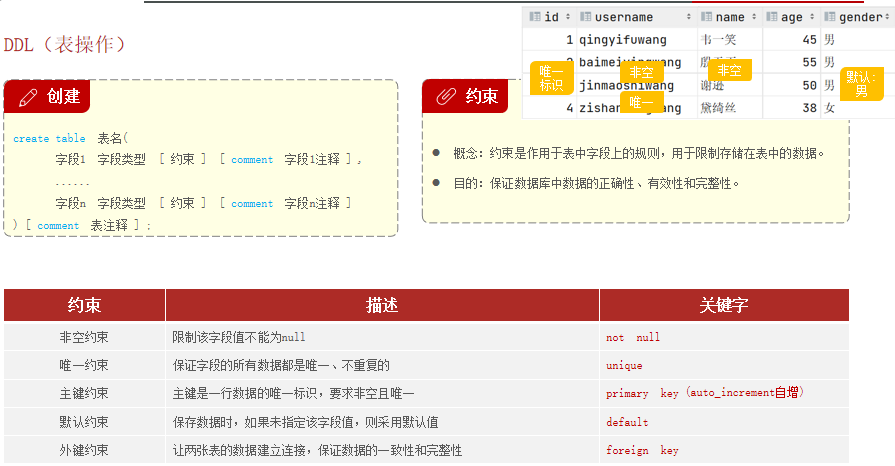 id username name age gender
DDL（表操作）
1 qingyifuwang 韦一笑 45 男
55 男
唯一
标识
非空
非空
默认：
男
jinmaoshiwang 谢逊 50 男
唯一
4 黛绮丝 38 女
创建
create table 表名(
字段1 字段类型 [ 约束 ] [ comment 字段1注释 ] ,
......
字段n 字段类型 [ 约束 ] [ comment 字段n注释 ]
) [ comment 表注释 ] ;
约束
● 概念：约束是作用于表中字段上的规则，用于限制存储在表中的数据。
● 目的：保证数据库中数据的正确性、有效性和完整性。
约束 描述 关键字
非空约束 限制该字段值不能为null not null
唯一约束 保证字段的所有数据都是唯一、不重复的 unique
主键约束 主键是一行数据的唯一标识，要求非空且唯一 primary key（auto_increment自增）
默认约束 保存数据时，如果未指定该字段值，则采用默认值 default
外键约束 让两张表的数据建立连接，保证数据的一致性和完整性 foreign key